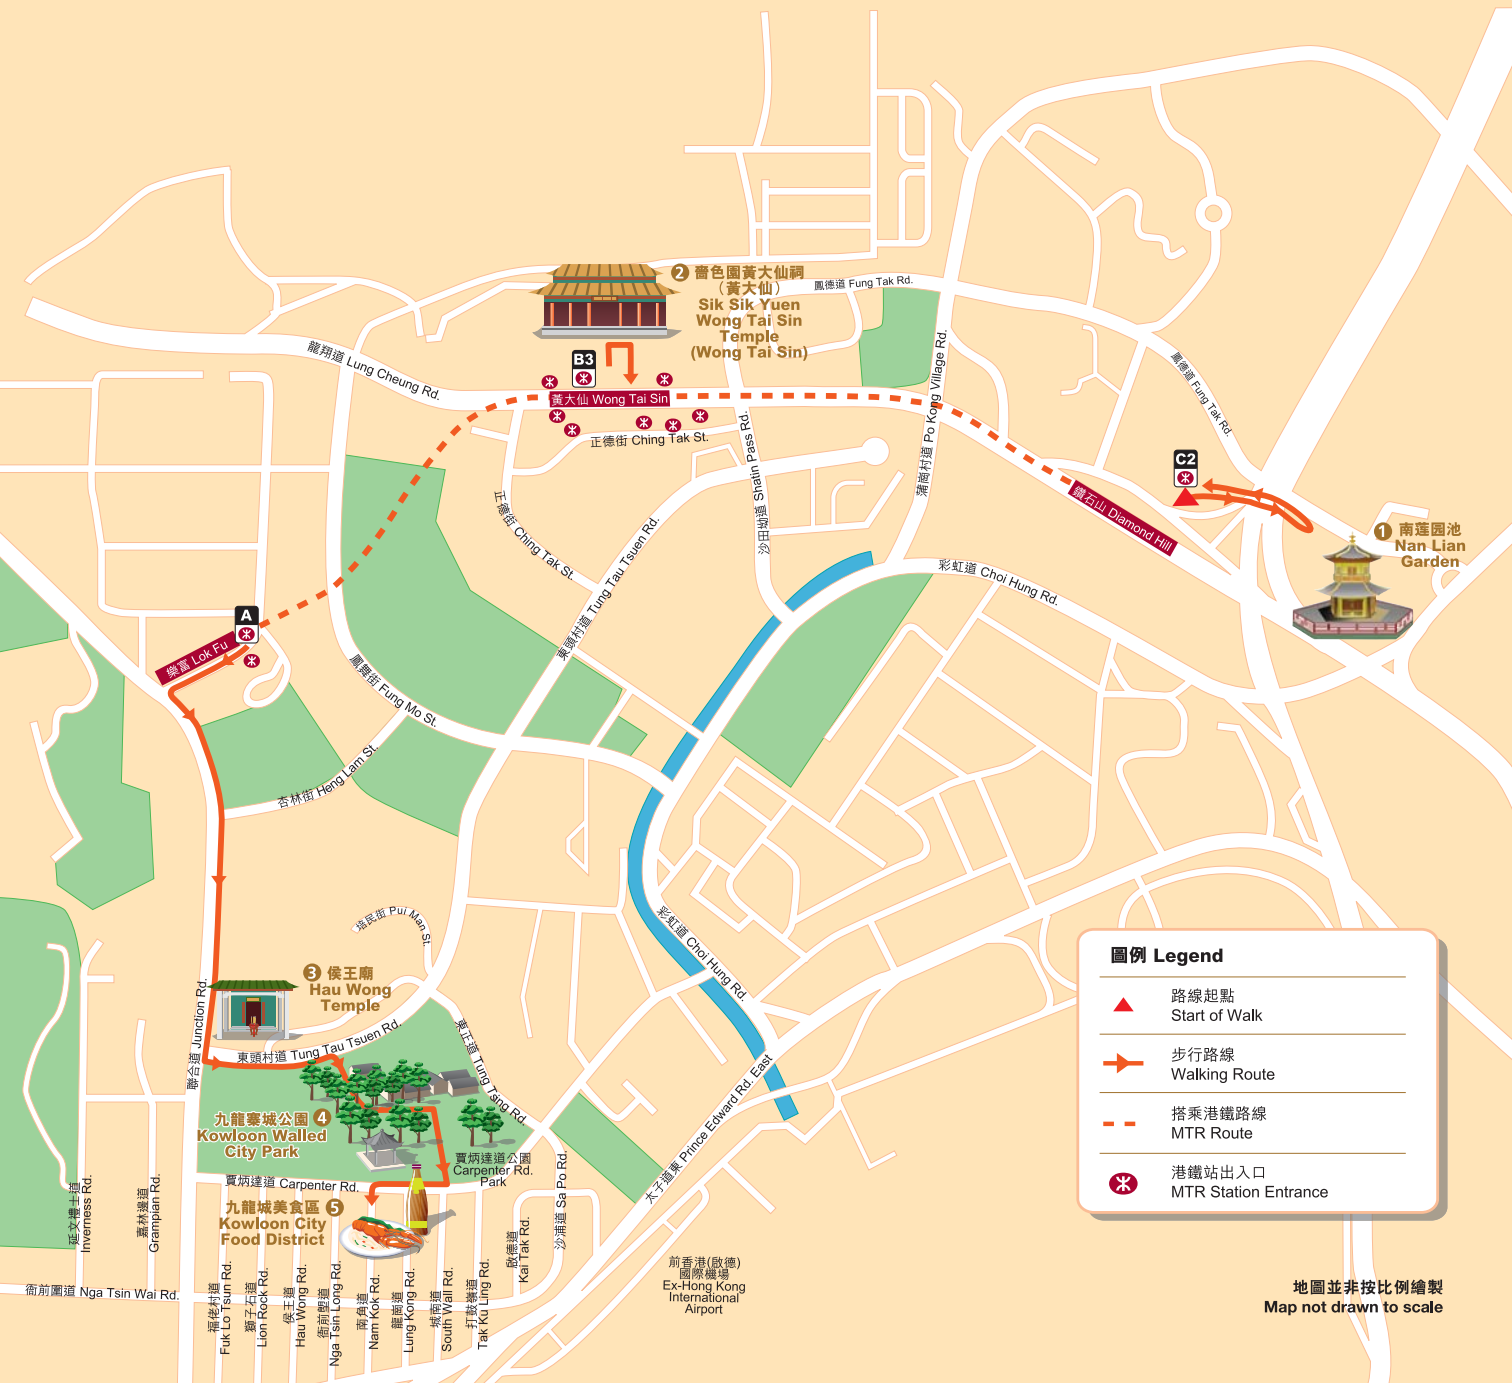 2 嗇色園黃大仙祠
（黃大仙）
Sik Sik Yuen
Wong Tai Sin
Temple
(Wong Tai Sin)
鳳德道 Fung Tak Rd.
龍翔道 Lung Cheung Rd.
B3
黃大仙 Wong Tai Sin
正德街 Ching Tak St.
蒲崗村道 Po Kong Village Rd.
鳳德道 Fung Tak Rd.
沙田坳道 Shatin Pass Rd.
C2
鑽石山 Diamond Hill
1 南莲园池
Nan Lian
Garden
正德街 Ching Tak St.
東頭村道 Tung Tau Tsuen Rd.
彩虹道 Choi Hung Rd.
A
樂富 Lok Fu
鳳舞街 Fung Mo St.
杏林街 Heng Lam St.
培民街 Pui Man St.
彩虹道 Choi Hung Rd.
3 侯王廟
Hau Wong
Temple
聯合道 Junction Rd.
東頭村道 Tung Tau Tsuen Rd.
東正道 Tung Tsing Rd.
九龍寨城公園 4
Kowloon Walled
City Park
賈炳達道公園
Carpenter Rd.
Park
賈炳達道 Carpenter Rd.
九龍城美食區 5
Kowloon City
Food District
太子道東 Prince Edward Rd. East
沙浦道 Sa Po Rd.
啟德道
Kai Tak Rd.
延文禮士道
Inverness Rd.
嘉林邊道
Grampian Rd.
衙前圍道 Nga Tsin Wai Rd.
福佬村道
Fuk Lo Tsun Rd.
獅子石道
Lion Rock Rd.
侯王道
Hau Wong Rd.
衙前塱道
Nga Tsin Long Rd.
南角道
Nam Kok Rd.
龍崗道
Lung Kong Rd.
城南道
South Wall Rd.
打鼓嶺道
Tak Ku Ling Rd.
前香港(啟德)
國際機場
Ex-Hong Kong
International
Airport
圖例 Legend
路線起點
Start of Walk
步行路線
Walking Route
搭乘港鐵路線
MTR Route
港鐵站出入口
MTR Station Entrance
地圖並非按比例繪製
Map not drawn to scale